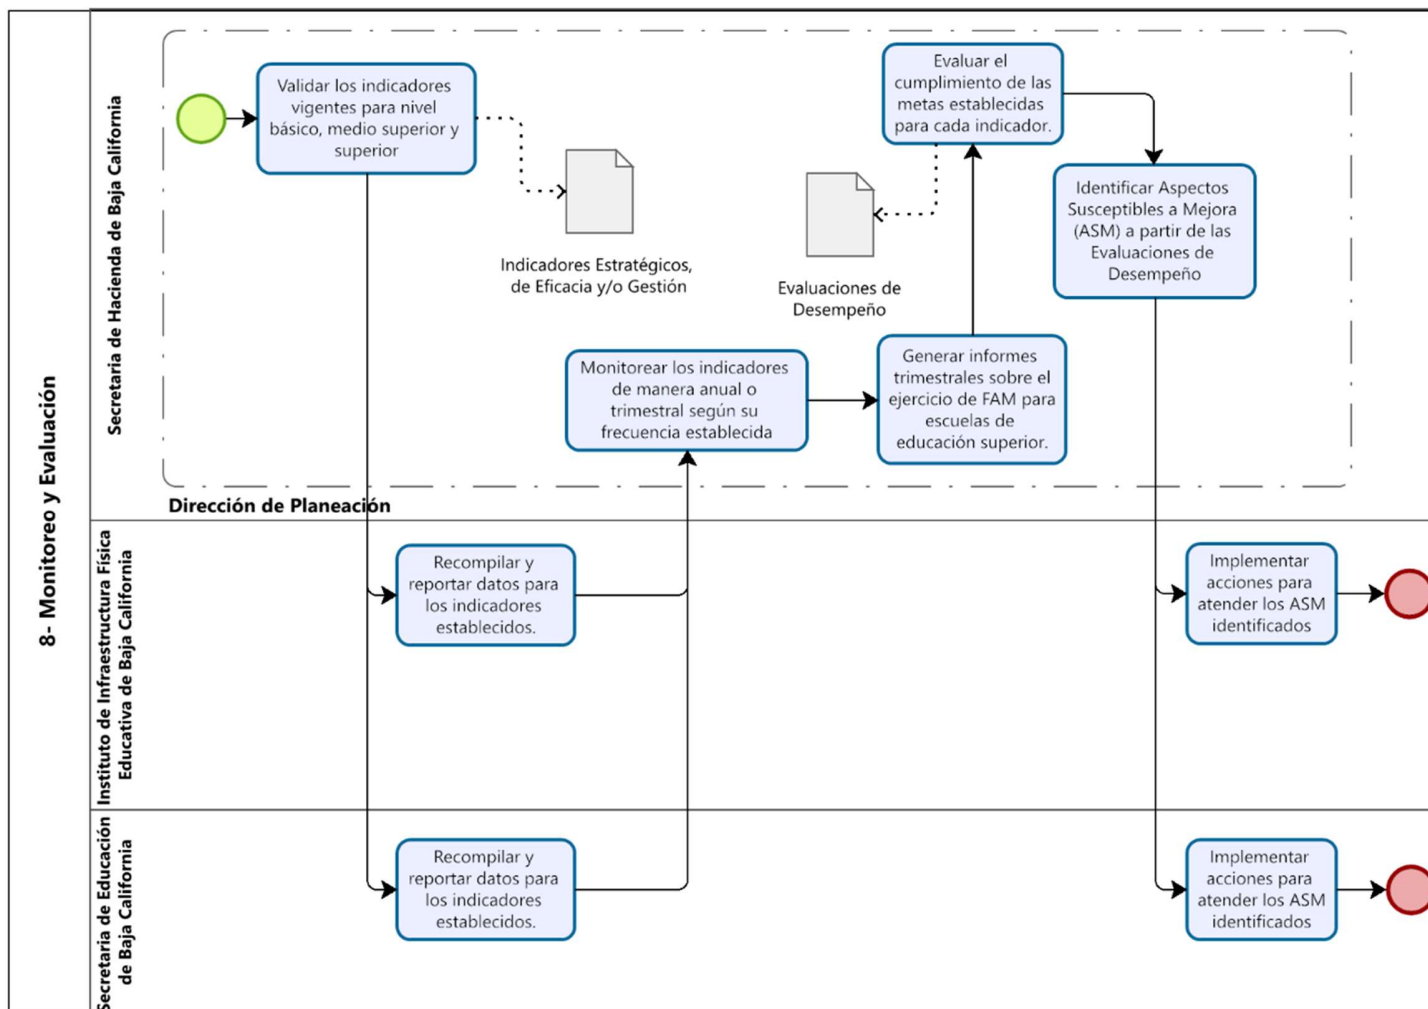 8- Monitoreo y Evaluación
Secretaria de Hacienda de Baja California
Validar los indicadores
vigentes para nivel
básico, medio superior y
superior
Indicadores Estratégicos,
de Eficacia y/o Gestión
Evaluar el
cumplimiento de las
metas establecidas
para cada indicador.
Evaluaciones de
Desempeño
Identificar Aspectos
Susceptibles a Mejora
(ASM) a partir de las
Evaluaciones de
Desempeño
Monitorear los indicadores
de manera anual o
trimestral según su
frecuencia establecida
Generar informes
trimestrales sobre el
ejercicio de FAM para
escuelas de
educación superior.
Dirección de Planeación
Instituto de Infraestructura Física
Educativa de Baja California
Recompilar y
reportar datos para
los indicadores
establecidos.
Implementar
acciones para
atender los ASM
identificados
Secretaria de Educación
de Baja California
Recompilar y
reportar datos para
los indicadores
establecidos.
Implementar
acciones para
atender los ASM
identificados